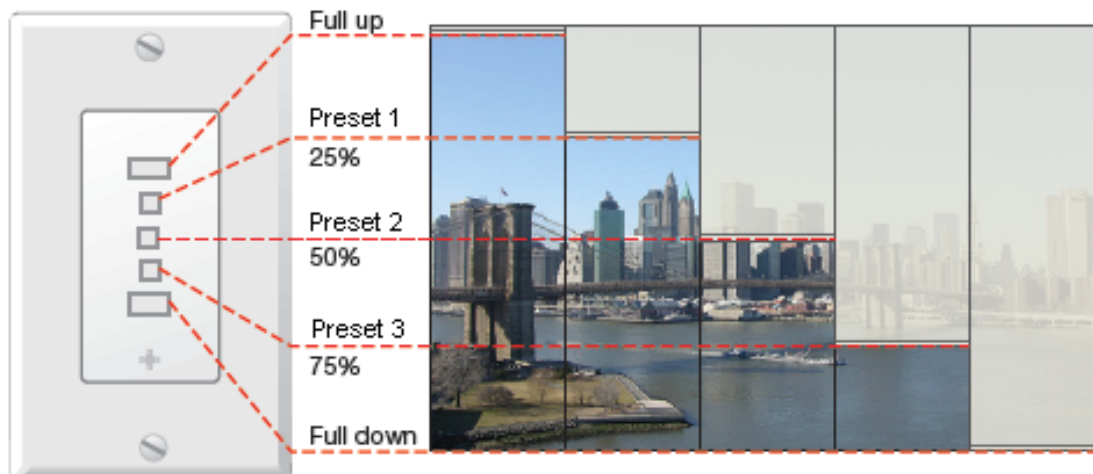 Full up
Preset 1
25%
Preset 2
50%
Preset 3
75%
Full down